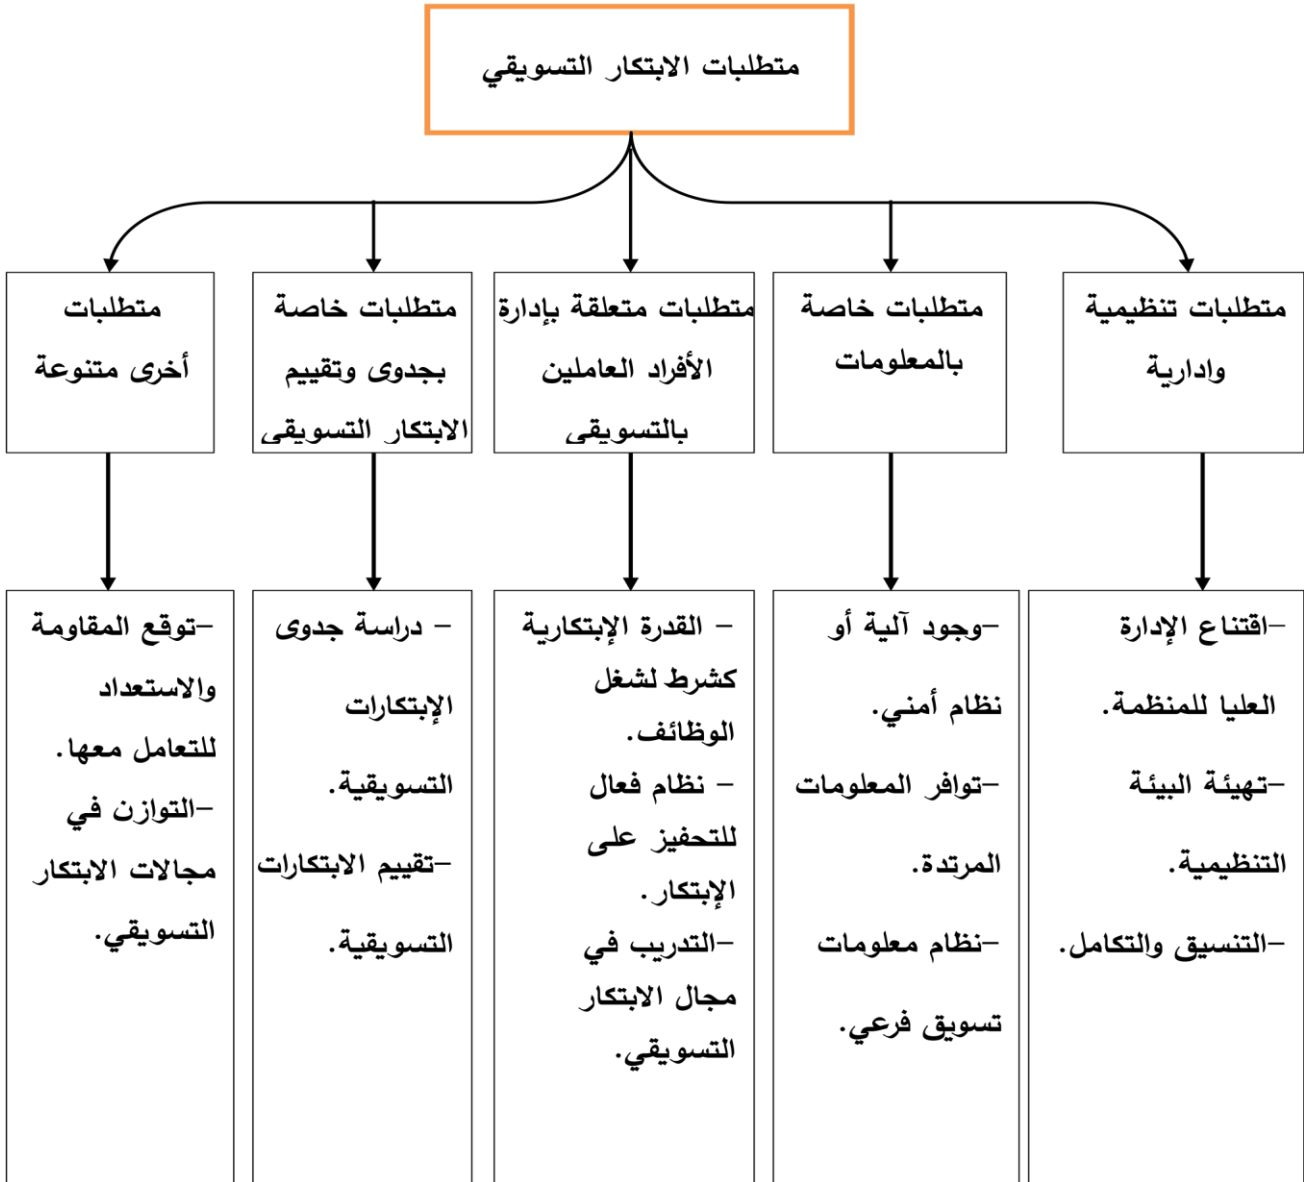 متطلبات الابتكار التسويقي
متطلبات تنظيمية
وادارية
متطلبات خاصة
بالمعلومات
متطلبات متعلقة بإدارة
الأفراد العاملين
بالتسويقي
متطلبات خاصة
بجدوى وتقييم
الابتكار التسويقي
متطلبات
أخرى متنوعة
–اقتناع الإدارة
العليا للمنظمة.
–تهيئة البيئة
التنظيمية.
–التنسيق والتكامل.
–وجود آلية أو
نظام أمني.
–توافر المعلومات
المرتدة.
–نظام معلومات
تسويق فرعي.
– القدرة الإبتكارية
كشرط لشغل
الوظائف.
– نظام فعال
للتحفيز على
الإبتكار.
–التدريب في
مجال الابتكار
التسويقي.
– دراسة جدوى
الإبتكارات
التسويقية.
–تقييم الابتكارات
التسويقية.
–توقع المقاومة
والاستعداد
للتعامل معها.
–التوازن في
مجالات الابتكار
التسويقي.